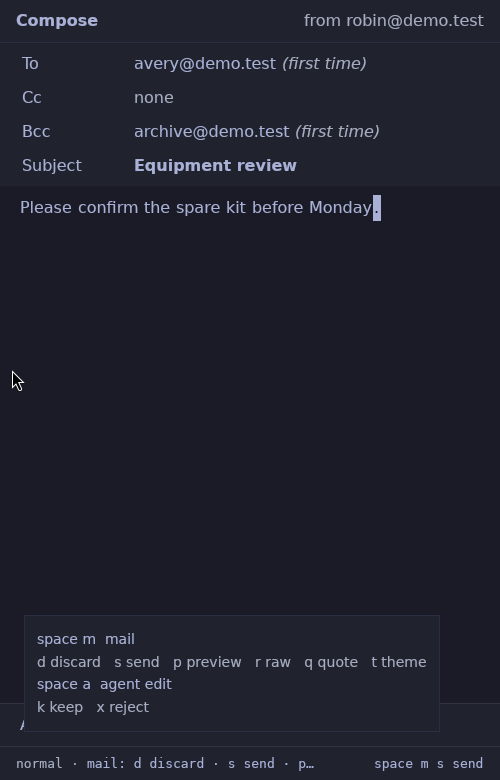 Compose from robin@demo.test
To avery@demo.test (first time)
Cc none
Bcc archive@demo.test (first time)
Subject Equipment review
Please confirm the spare kit before Monday.
space m mail
d discard s send p preview r raw q quote t theme
space a agent edit
k keep x reject
normal · mail: d discard · s send · p… space m s send